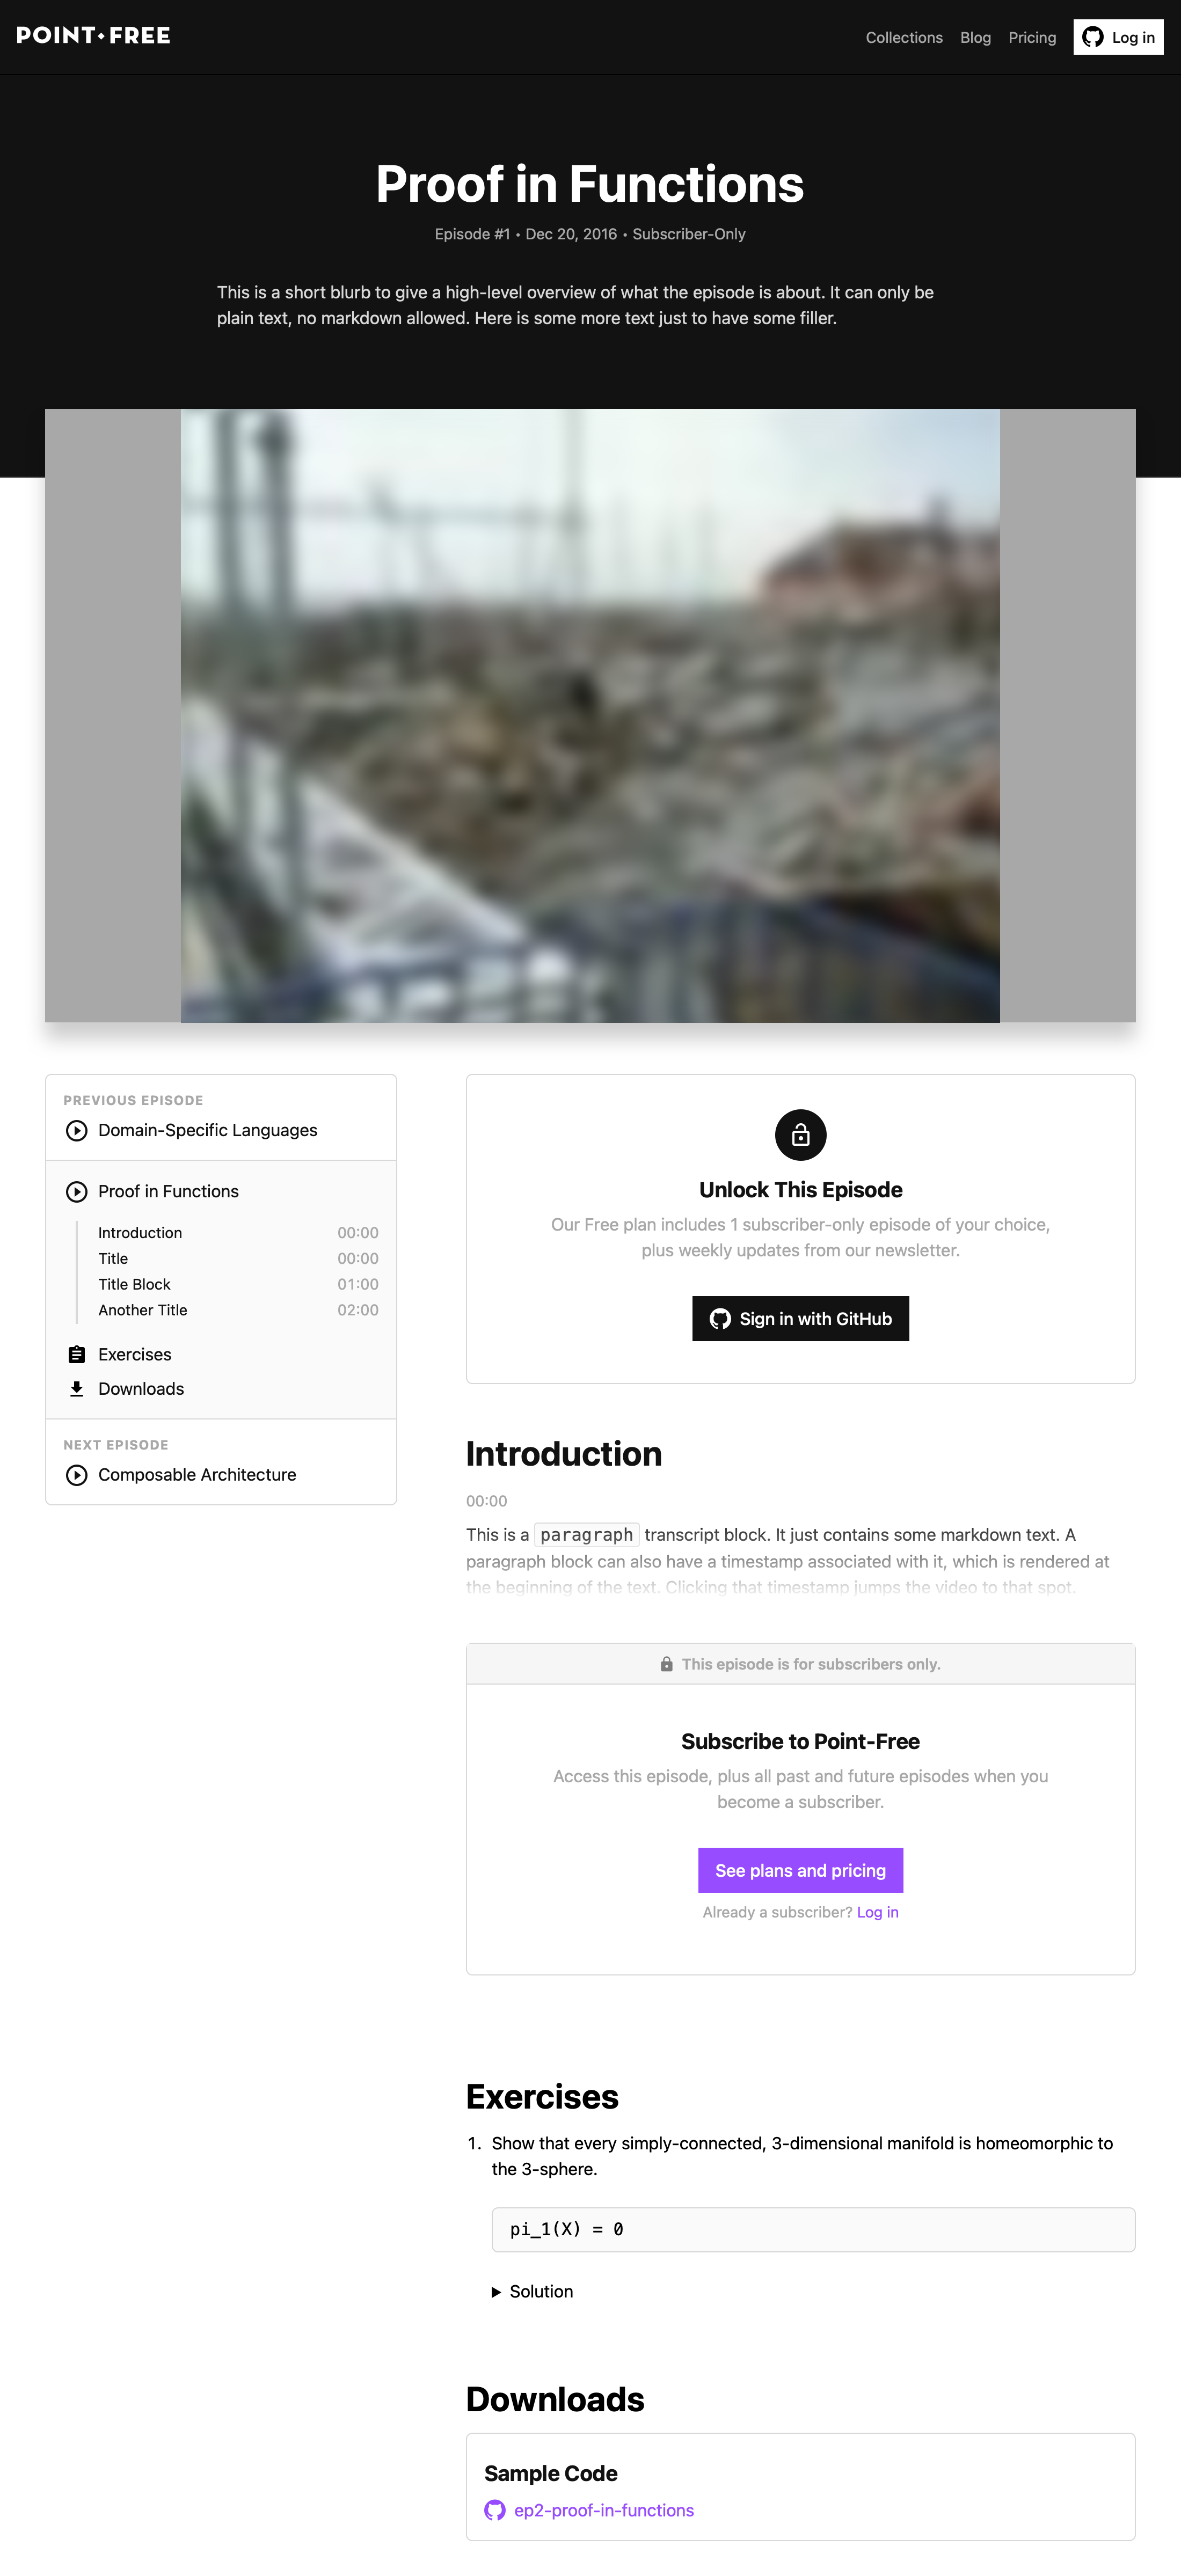 POINT•FREE
Collections Blog Pricing Log in
Proof in Functions
Episode #1 • Dec 20, 2016 • Subscriber-Only
This is a short blurb to give a high-level overview of what the episode is about. It can only be
plain text, no markdown allowed. Here is some more text just to have some filler.
PREVIOUS EPISODE
Domain-Specific Languages
Proof in Functions
Introduction 00:00
Title 00:00
Title Block 01:00
Another Title 02:00
Exercises
Downloads
NEXT EPISODE
Composable Architecture
Unlock This Episode
Our Free plan includes 1 subscriber-only episode of your choice,
plus weekly updates from our newsletter.
Sign in with GitHub
Introduction
00:00
This is a paragraph transcript block. It just contains some markdown text. A
paragraph block can also have a timestamp associated with it, which is rendered at
the beginning of the text. Clicking that timestamp jumps the video to that spot.
This episode is for subscribers only.
Subscribe to Point-Free
Access this episode, plus all past and future episodes when you
become a subscriber.
See plans and pricing
Already a subscriber? Log in
Exercises
1. Show that every simply-connected, 3-dimensional manifold is homeomorphic to
the 3-sphere.
pi_1(X) = 0
Solution
Downloads
Sample Code
ep2-proof-in-functions